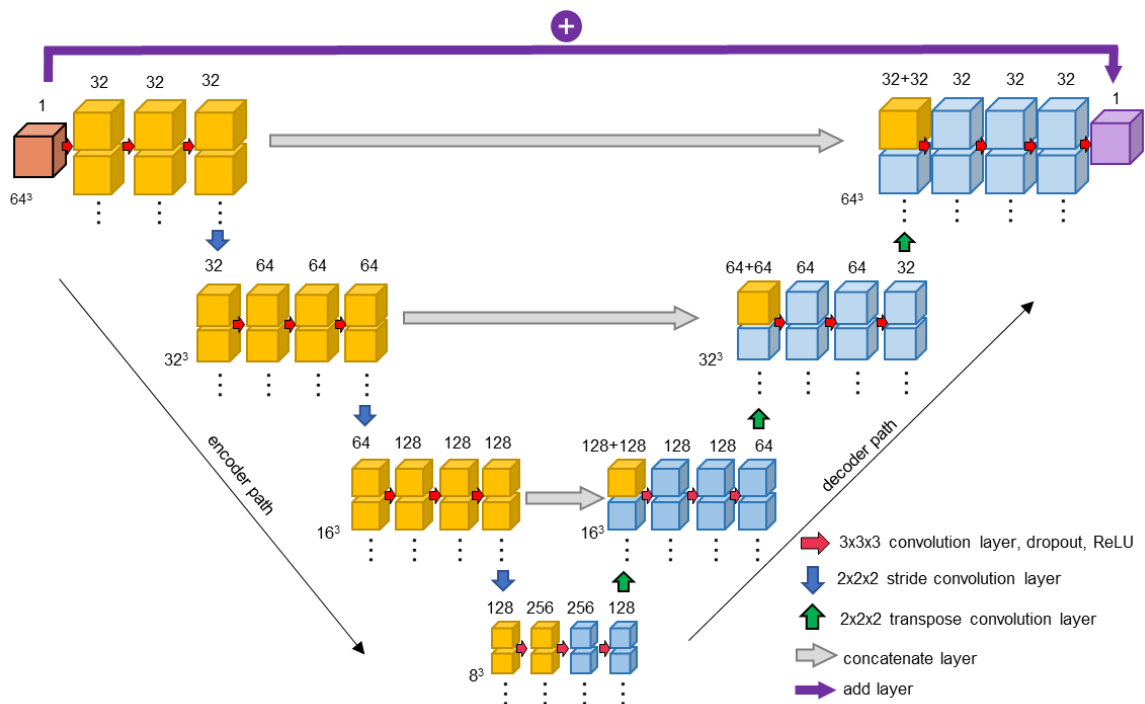 +
32 32 32
32+32 32 32 32
1
1
64³
64³
32 64 64 64
64+64 64 64 32
32³
32³
encoder path
decoder path
64 128 128 128
128+128 128 128 64
16³
16³
128 256 256 128
8³
3x3x3 convolution layer, dropout, ReLU
2x2x2 stride convolution layer
2x2x2 transpose convolution layer
concatenate layer
add layer